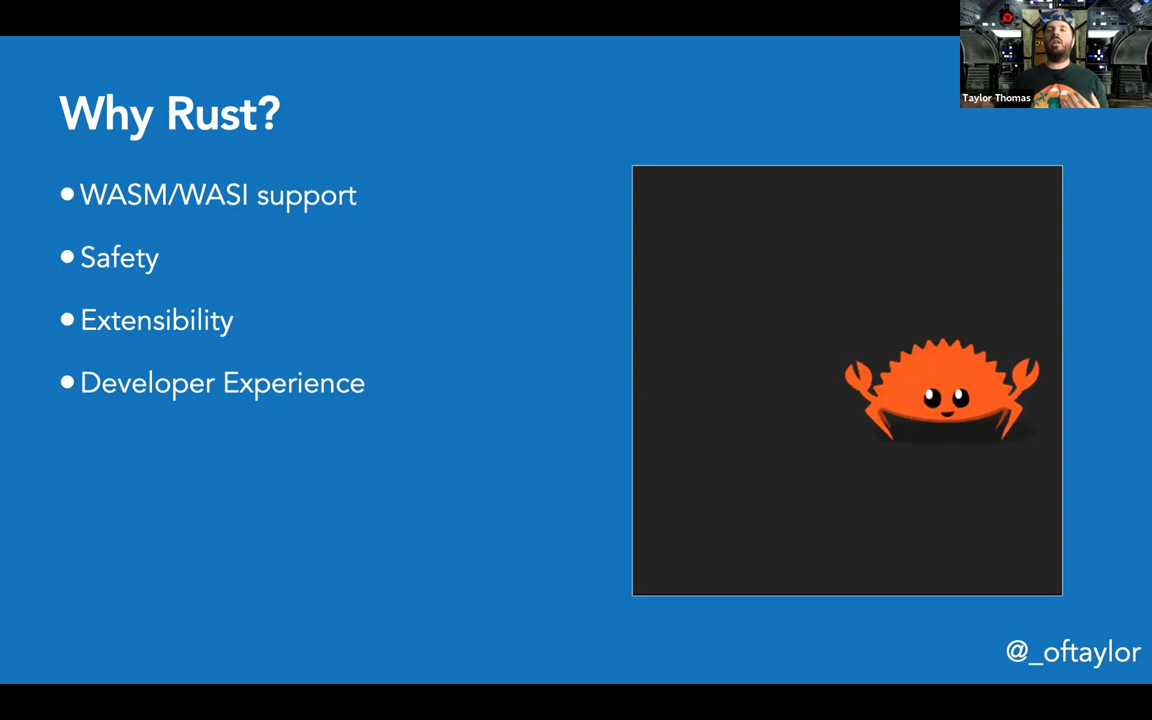 Why Rust?
•WASM/WASI support
•Safety
•Extensibility
•Developer Experience
Taylor Thomas
@_oftaylor